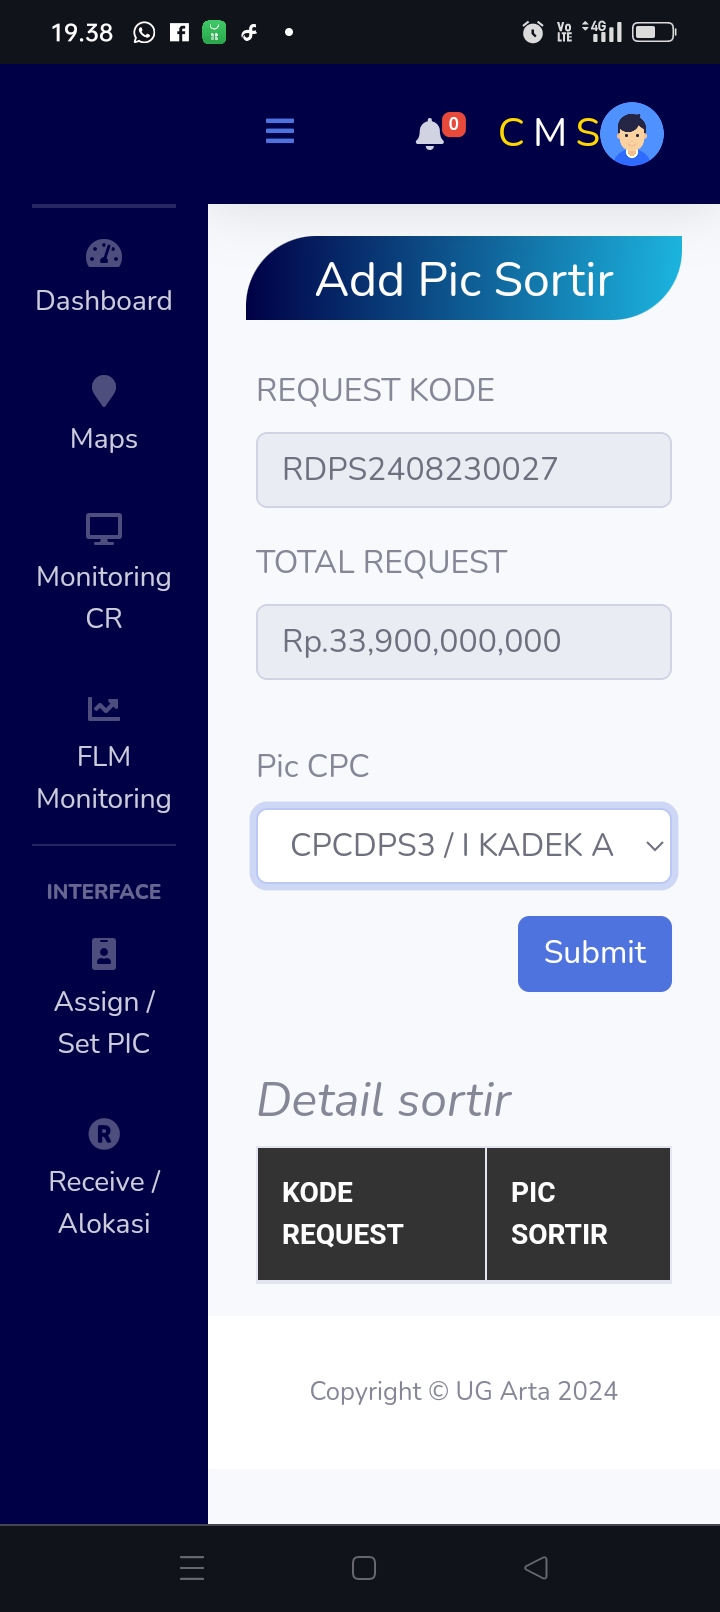 19.38
Vo
LTE
4G
0
C M S
Dashboard
Maps
Monitoring
CR
FLM
Monitoring
INTERFACE
Assign /
Set PIC
R
Receive /
Alokasi
Add Pic Sortir
REQUEST KODE
RDPS2408230027
TOTAL REQUEST
Rp.33,900,000,000
Pic CPC
CPCDPS3 / I KADEK A
Submit
Detail sortir
KODE
REQUEST
PIC
SORTIR
Copyright © UG Arta 2024